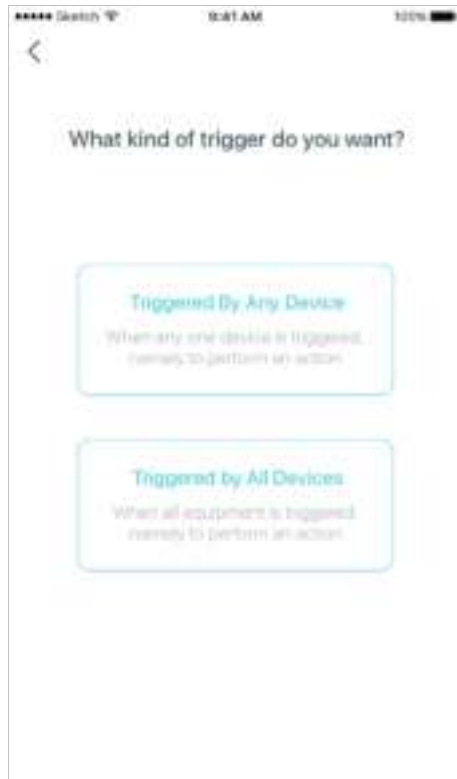 Sketch 9:41 AM 100%
What kind of trigger do you want?
Triggered By Any Device
When any one device is triggered,
namely to perform an action
Triggered by All Devices
When all equipment is triggered,
namely to perform an action